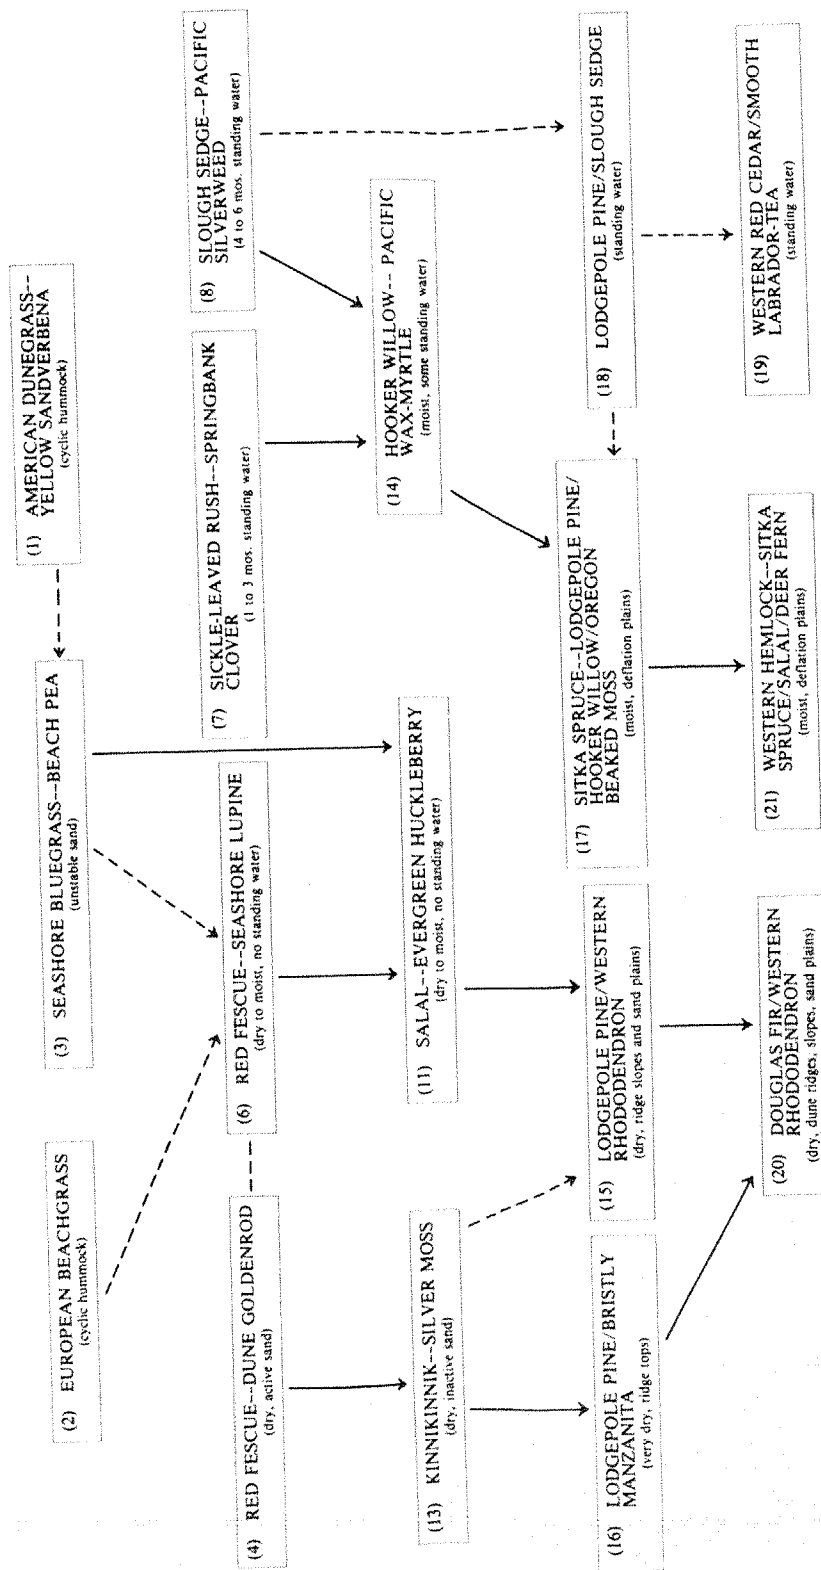 (2) EUROPEAN BEACHGRASS
(cyclic hummock)
(3) SEASHORE BLUEGRASS--BEACH PEA
(unstable sand)
(1) AMERICAN DUNEGRASS--
YELLOW SANDVERBENA
(cyclic hummock)
(4) RED FESCUE--DUNE GOLDENROD
(dry, active sand)
(6) RED FESCUE--SEASHORE LUPINE
(dry to moist, no standing water)
(7) SICKLE-LEAVED RUSH--SPRINGBANK
CLOVER
(1 to 3 mos. standing water)
(8) SLOUGH SEDGE--PACIFIC
SILVERWEED
(4 to 6 mos. standing water)
(13) KINNIKINNIK--SILVER MOSS
(dry, inactive sand)
(11) SALAL--EVERGREEN HUCKLEBERRY
(dry to moist, no standing water)
(14) HOOKER WILLOW-- PACIFIC
WAX-MYRTLE
(moist, some standing water)
(16) LODGEPOLE PINE/BRISTLY
MANZANITA
(very dry, ridge tops)
(15) LODGEPOLE PINE/WESTERN
RHODODENDRON
(dry, ridge slopes and sand plains)
(17) SITKA SPRUCE--LODGEPOLE PINE/
HOOKER WILLOW/OREGON
BEAKED MOSS
(moist, deflation plains)
(18) LODGEPOLE PINE/SLOUGH SEDGE
(standing water)
(20) DOUGLAS FIR/WESTERN
RHODODENDRON
(dry, dune ridges, slopes, sand plains)
(21) WESTERN HEMLOCK--SITKA
SPRUCE/SALAL/DEER FERN
(moist, deflation plains)
(19) WESTERN RED CEDAR/SMOOTH
LABRADOR-TEA
(standing water)